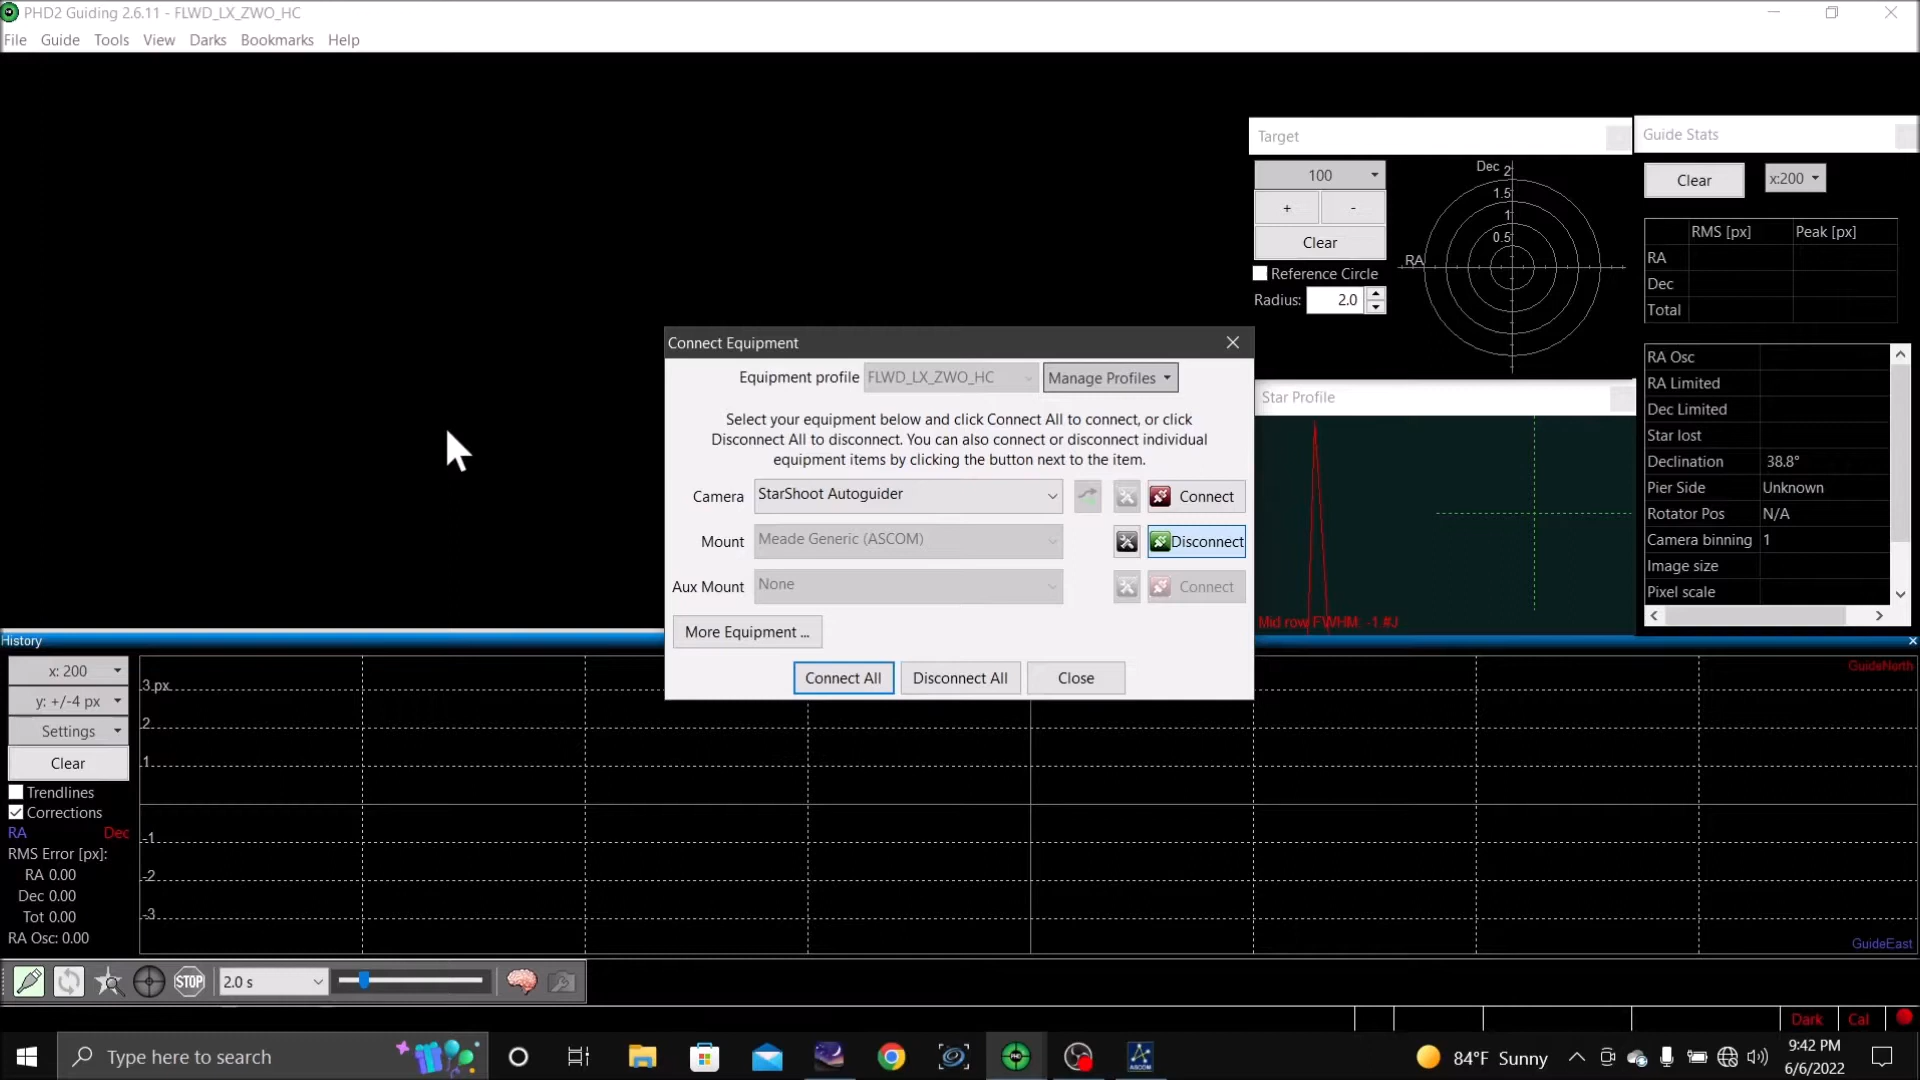 PHD2 Guiding 2.6.11 - FLWD_LX_ZWO_HC
File Guide Tools View Darks Bookmarks Help
Target
100
+ -
Clear
Reference Circle
Radius: 2.0
Dec 2
1.5
1
0.5
RA
Guide Stats
Clear x:200
RMS [px] Peak [px]
RA
Dec
Total
RA Osc
RA Limited
Dec Limited
Star lost
Declination 38.8°
Pier Side Unknown
Rotator Pos N/A
Camera binning 1
Image size
Pixel scale
Star Profile
Mid row FWHM: -1.#J
Connect Equipment
Equipment profile FLWD_LX_ZWO_HC Manage Profiles
Select your equipment below and click Connect All to connect, or click
Disconnect All to disconnect. You can also connect or disconnect individual
equipment items by clicking the button next to the item.
Camera StarShoot Autoguider Connect
Mount Meade Generic (ASCOM) Disconnect
Aux Mount None Connect
More Equipment ...
Connect All Disconnect All Close
History
x: 200
y: +/-4 px
Settings
Clear
Trendlines
Corrections
RA Dec
RMS Error [px]:
RA 0.00
Dec 0.00
Tot 0.00
RA Osc: 0.00
3 px
2
1
-1
-2
-3
GuideNorth
GuideEast
STOP 2.0 s
Dark Cal
Type here to search
PHD
ASCOM
84°F Sunny
9:42 PM
6/6/2022